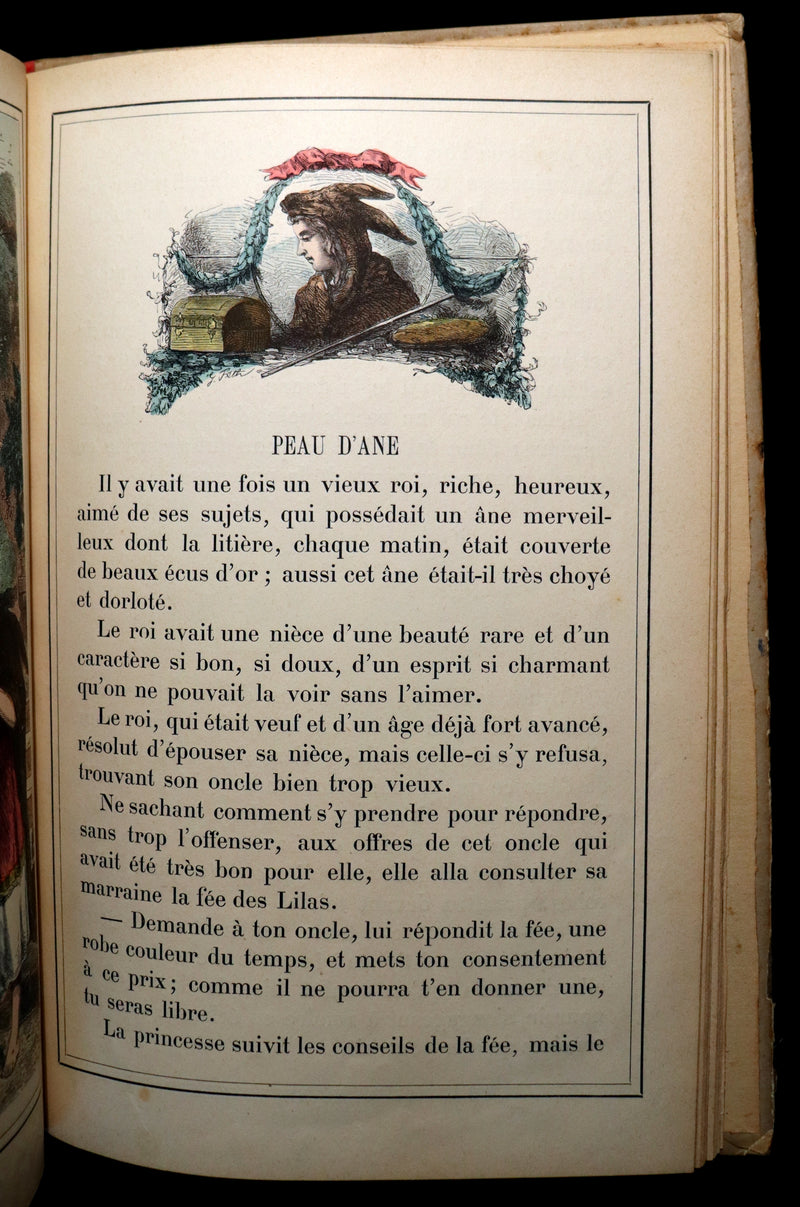 PEAU D'ANE
Il y avait une fois un vieux roi, riche, heureux,
aimé de ses sujets, qui possédait un âne merveil-
leux dont la litière, chaque matin, était couverte
de beaux écus d'or ; aussi cet âne était-il très choyé
et dorloté.
Le roi avait une nièce d'une beauté rare et d'un
caractère si bon, si doux, d'un esprit si charmant
qu'on ne pouvait la voir sans l'aimer.
Le roi, qui était veuf et d'un âge déjà fort avancé,
résolut d'épouser sa nièce, mais celle-ci s'y refusa,
trouvant son oncle bien trop vieux.
Ne sachant comment s'y prendre pour répondre,
sans trop l'offenser, aux offres de cet oncle qui
avait été très bon pour elle, elle alla consulter sa
marraine la fée des Lilas.
— Demande à ton oncle, lui répondit la fée, une
robe couleur du temps, et mets ton consentement
à ce prix ; comme il ne pourra t'en donner une,
tu seras libre.
La princesse suivit les conseils de la fée, mais le